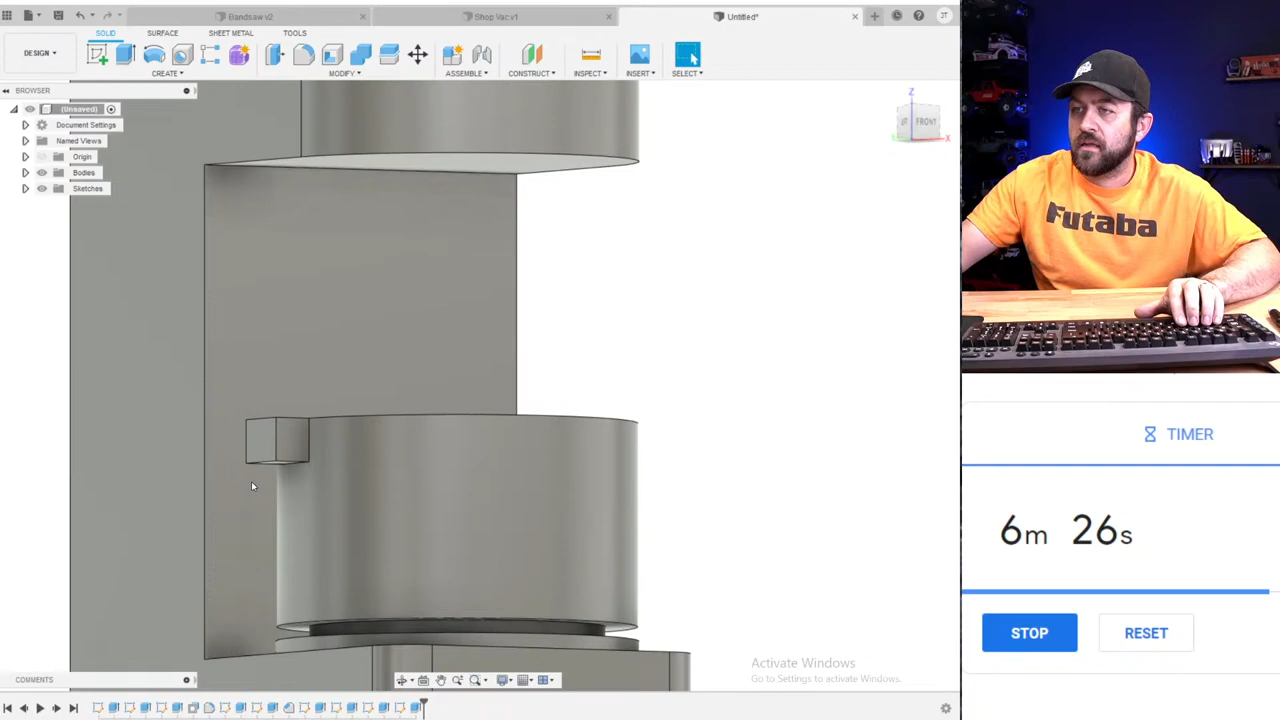 Bandsaw v2
Shop Vac v1
Untitled*
JT
DESIGN
SOLID
SURFACE
SHEET METAL
TOOLS
CREATE
MODIFY
ASSEMBLE
CONSTRUCT
INSPECT
INSERT
SELECT
BROWSER
(Unsaved)
Document Settings
Named Views
Origin
Bodies
Sketches
Z
FRONT
X
Futaba
TIMER
6m 26s
STOP
RESET
Activate Windows
Go to Settings to activate Windows.
COMMENTS